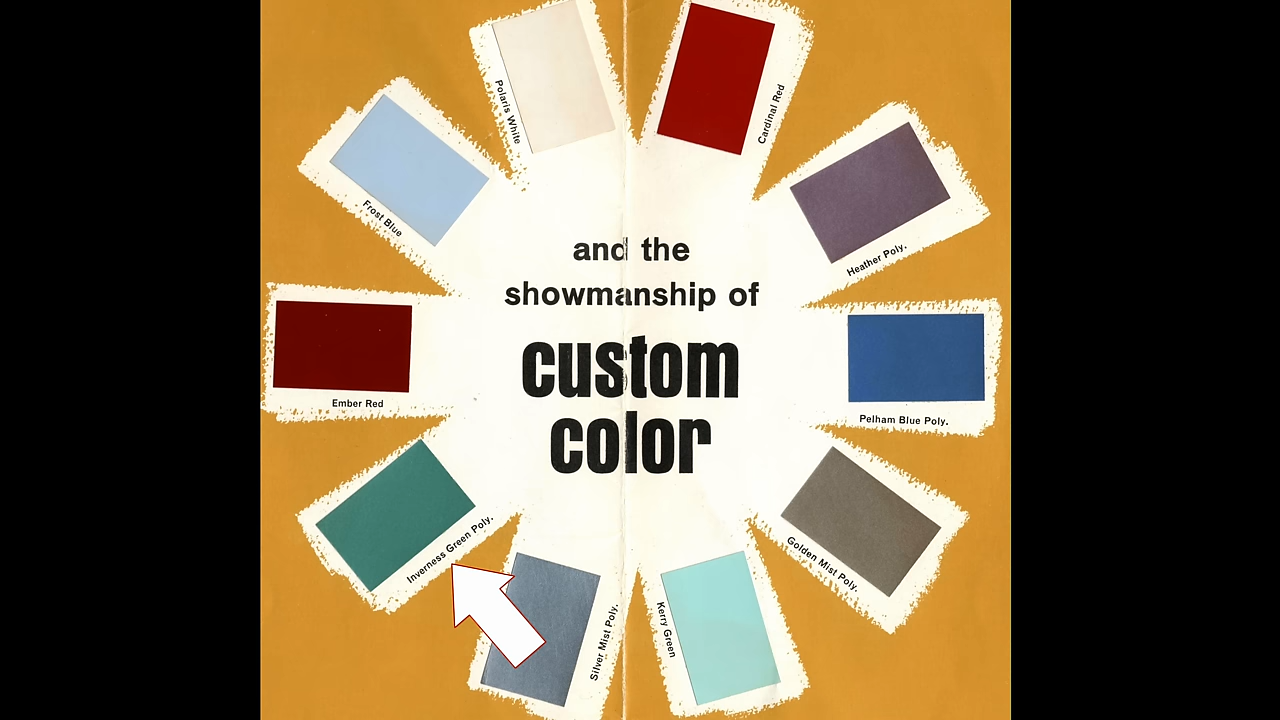 Polaris White
Cardinal Red
Frost Blue
Heather Poly.
and the
showmanship of
custom
color
Ember Red
Pelham Blue Poly.
Inverness Green Poly.
Golden Mist Poly.
Silver Mist Poly.
Kerry Green